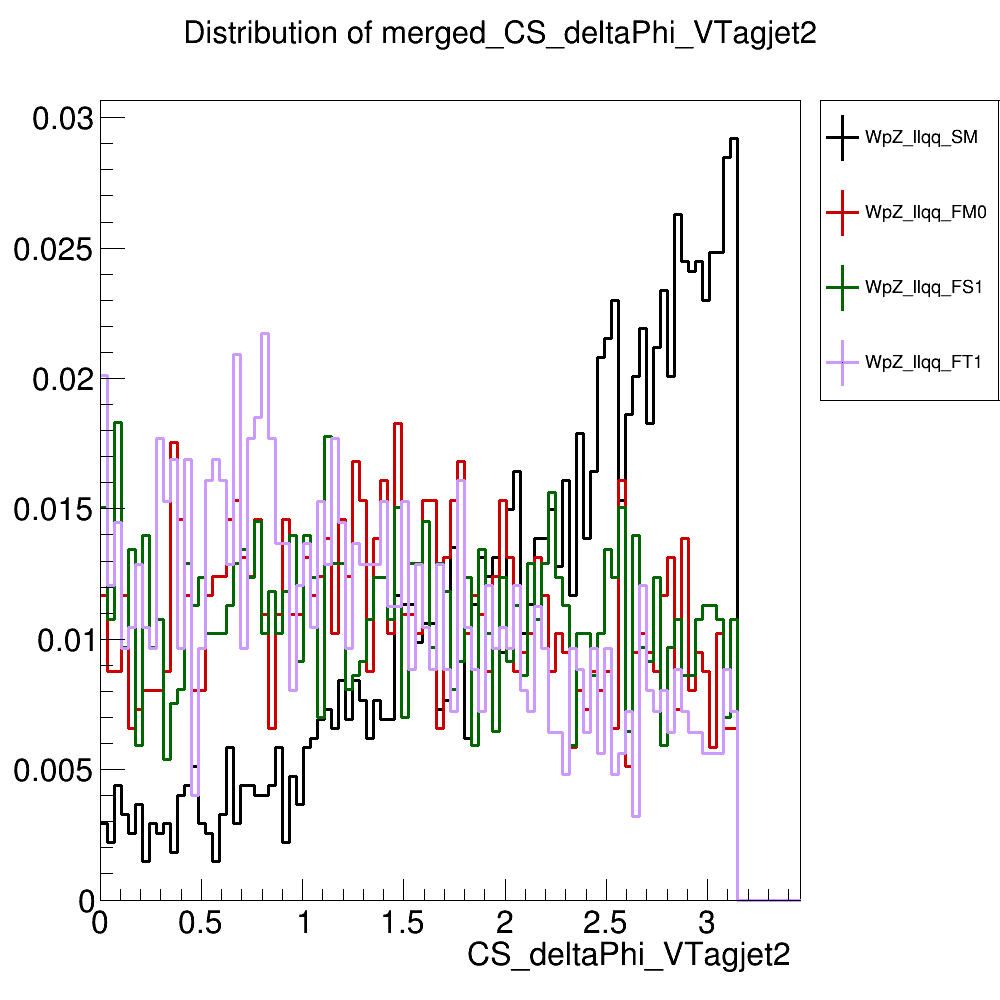 Distribution of merged_CS_deltaPhi_VTagjet2
0.03
0.025
0.02
0.015
0.01
0.005
0
0 0.5 1 1.5 2 2.5 3
CS_deltaPhi_VTagjet2
WpZ_llqq_SM
WpZ_llqq_FM0
WpZ_llqq_FS1
WpZ_llqq_FT1